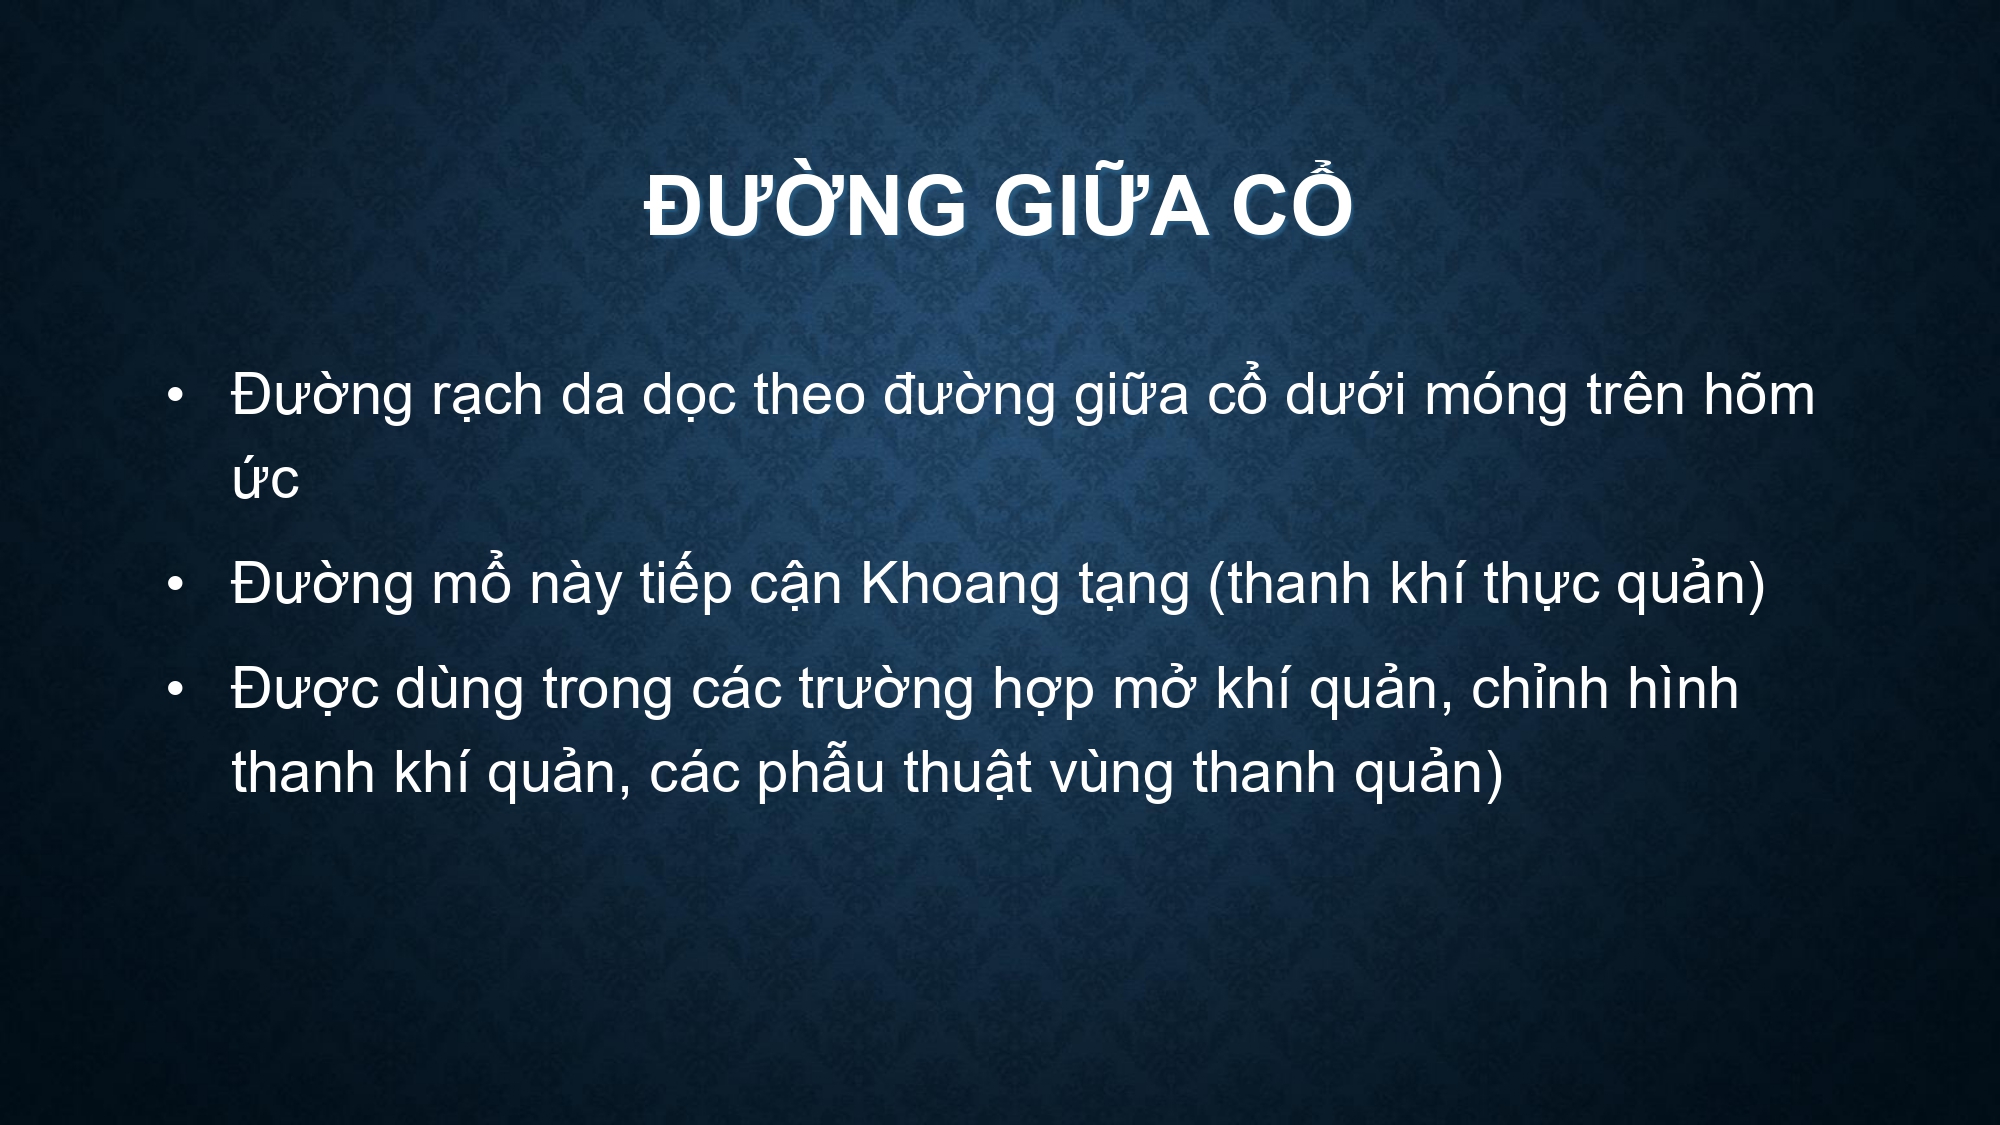 ĐƯỜNG GIỮA CỔ
• Đường rạch da dọc theo đường giữa cổ dưới móng trên hõm
ức
• Đường mổ này tiếp cận Khoang tạng (thanh khí thực quản)
• Được dùng trong các trường hợp mở khí quản, chỉnh hình
thanh khí quản, các phẫu thuật vùng thanh quản)